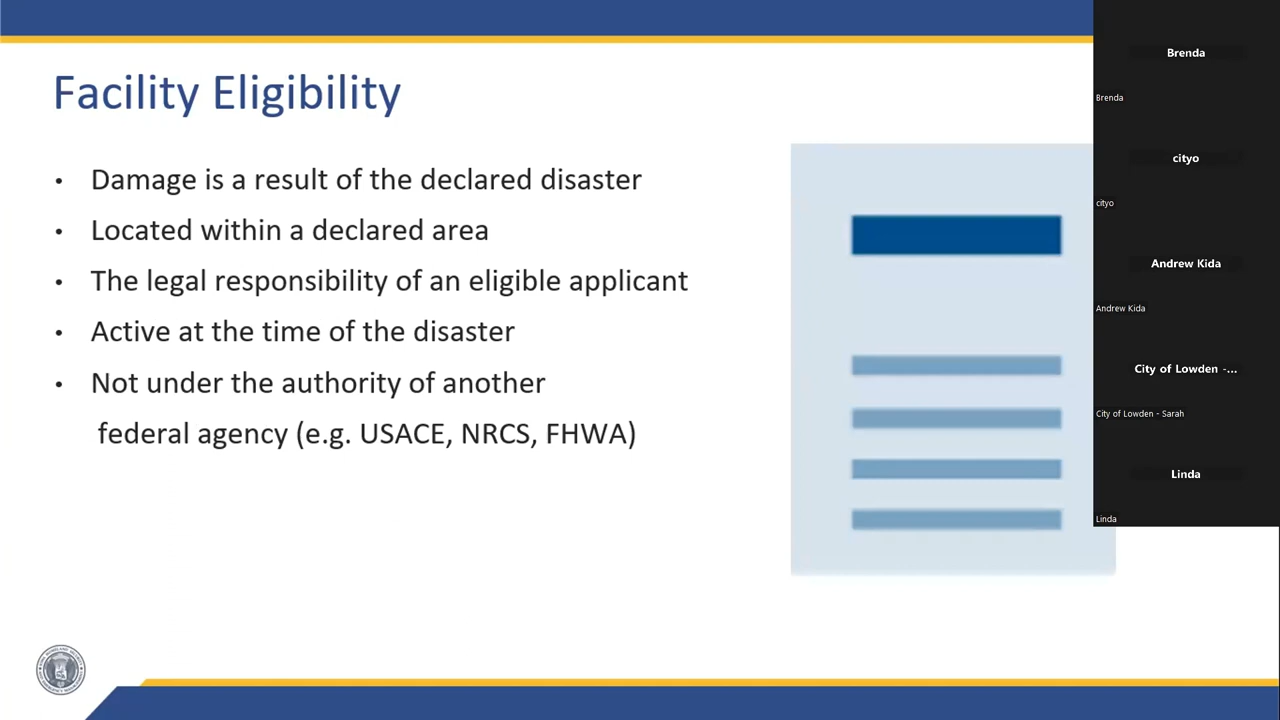 Facility Eligibility
• Damage is a result of the declared disaster
• Located within a declared area
• The legal responsibility of an eligible applicant
• Active at the time of the disaster
• Not under the authority of another
federal agency (e.g. USACE, NRCS, FHWA)
Brenda
Brenda
cityo
cityo
Andrew Kida
Andrew Kida
City of Lowden -...
City of Lowden - Sarah
Linda
Linda